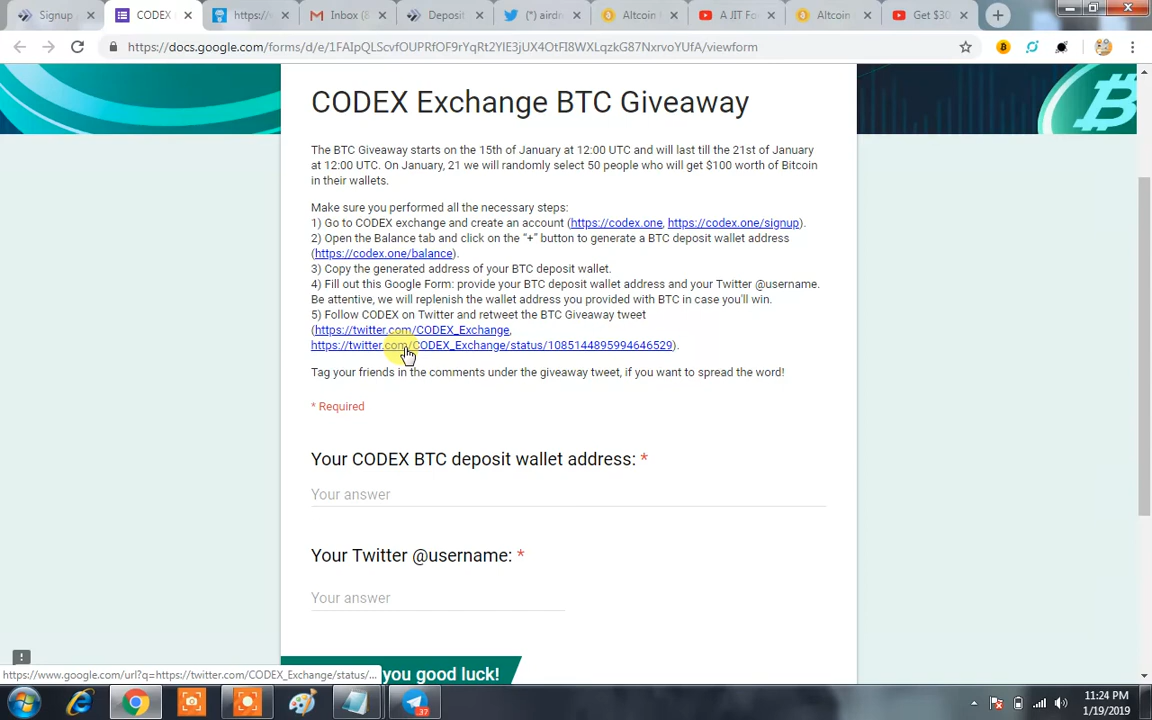 Signup
CODEX
https://v
Inbox (8
Deposit
(*) airdr
Altcoin
A JIT Fo
Altcoin
Get $30
https://docs.google.com/forms/d/e/1FAIpQLScvfOUPRfOF9rYqRt2YlE3jUX4OtFI8WXLqzkG87NxrvoYUfA/viewform
CODEX Exchange BTC Giveaway
The BTC Giveaway starts on the 15th of January at 12:00 UTC and will last till the 21st of January
at 12:00 UTC. On January, 21 we will randomly select 50 people who will get $100 worth of Bitcoin
in their wallets.
Make sure you performed all the necessary steps:
1) Go to CODEX exchange and create an account (https://codex.one, https://codex.one/signup).
2) Open the Balance tab and click on the "+" button to generate a BTC deposit wallet address
(https://codex.one/balance).
3) Copy the generated address of your BTC deposit wallet.
4) Fill out this Google Form: provide your BTC deposit wallet address and your Twitter @username.
Be attentive, we will replenish the wallet address you provided with BTC in case you'll win.
5) Follow CODEX on Twitter and retweet the BTC Giveaway tweet
(https://twitter.com/CODEX_Exchange,
https://twitter.com/CODEX_Exchange/status/1085144895994646529).
Tag your friends in the comments under the giveaway tweet, if you want to spread the word!
* Required
Your CODEX BTC deposit wallet address: *
Your answer
Your Twitter @username: *
Your answer
you good luck!
https://www.google.com/url?q=https://twitter.com/CODEX_Exchange/status/...
37
11:24 PM
1/19/2019